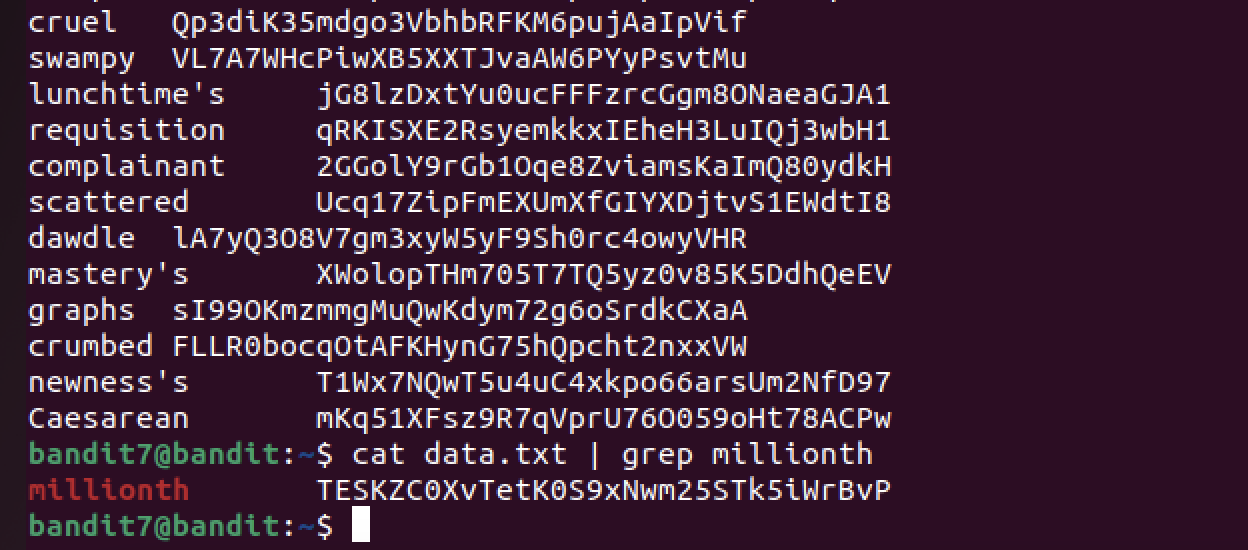 cruel	Qp3diK35mdgo3VbhbRFKM6pujAaIpVif
swampy	VL7A7WHcPiwXB5XXTJvaAW6PYyPsvtMu
lunchtime's	jG8lzDxtYu0ucFFFzrcGgm8ONaeaGJA1
requisition	qRKISXE2RsyemkkxIEheH3LuIQj3wbH1
complainant	2GGolY9rGb1Oqe8ZviamsKaImQ80ydkH
scattered	Ucq17ZipFmEXUmXfGIYXDjtvS1EWdtI8
dawdle	lA7yQ3O8V7gm3xyW5yF9Sh0rc4owyVHR
mastery's	XWolopTHm705T7TQ5yz0v85K5DdhQeEV
graphs	sI99OKmzmmgMuQwKdym72g6oSrdkCXaA
crumbed	FLLR0bocqOtAFKHynG75hQpcht2nxxVW
newness's	T1Wx7NQwT5u4uC4xkpo66arsUm2NfD97
Caesarean	mKq51XFsz9R7qVprU76O059oHt78ACPw
bandit7@bandit:~$ cat data.txt | grep millionth
millionth	TESKZC0XvTetK0S9xNwm25STk5iWrBvP
bandit7@bandit:~$